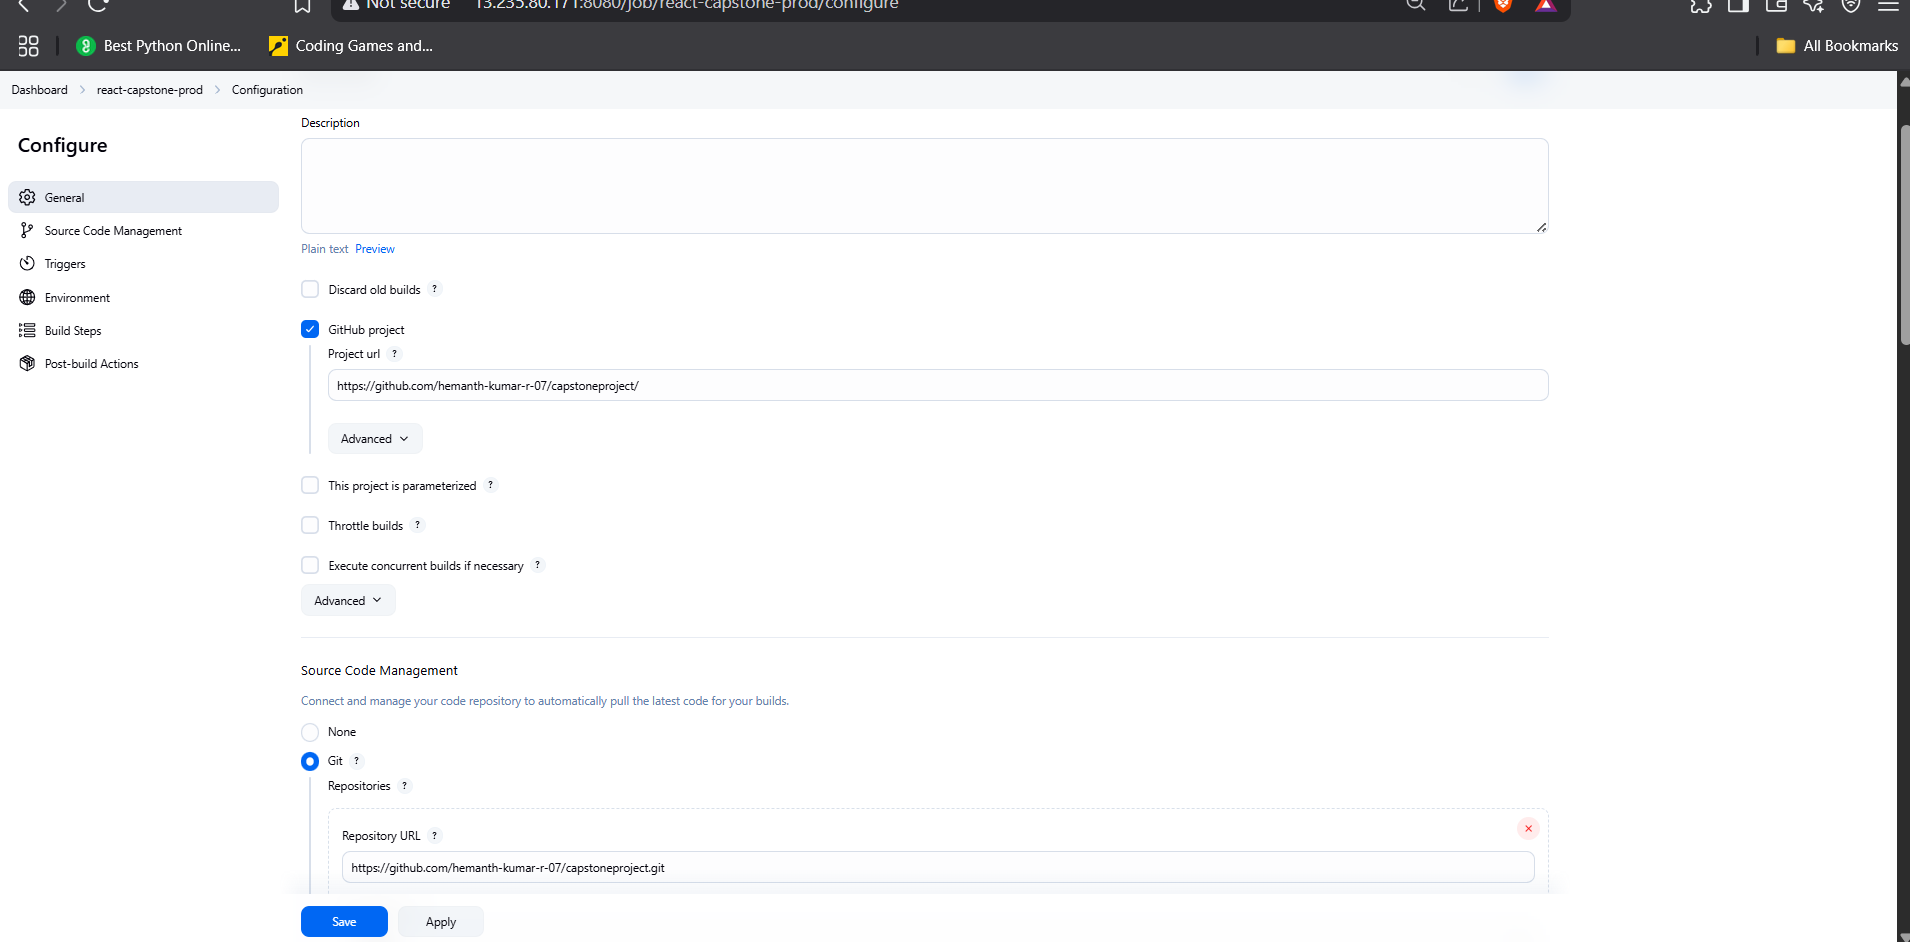 Not secure 13.235.80.171:8080/job/react-capstone-prod/configure
Best Python Online... Coding Games and... All Bookmarks
Dashboard react-capstone-prod Configuration
Configure
General
Source Code Management
Triggers
Environment
Build Steps
Post-build Actions
Description
Plain text Preview
Discard old builds ?
GitHub project
Project url ?
https://github.com/hemanth-kumar-r-07/capstoneproject/
Advanced
This project is parameterized ?
Throttle builds ?
Execute concurrent builds if necessary ?
Advanced
Source Code Management
Connect and manage your code repository to automatically pull the latest code for your builds.
None
Git ?
Repositories ?
Repository URL ?
https://github.com/hemanth-kumar-r-07/capstoneproject.git
Save Apply